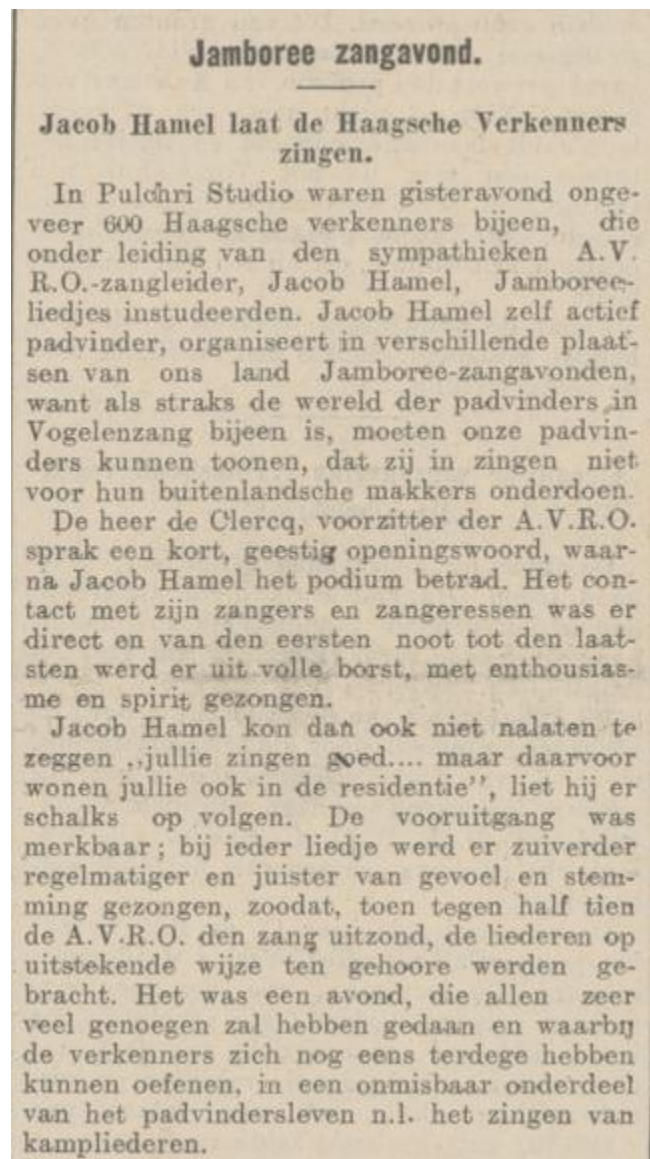 Jamboree zangavond.
Jacob Hamel laat de Haagsche Verkenners
zingen.
In Pulchri Studio waren gisteravond onge-
veer 600 Haagsche verkenners bijeen, die
onder leiding van den sympathieken A.V.
R.O.-zangleider, Jacob Hamel, Jamboree-
liedjes instudeerden. Jacob Hamel zelf actief
padvinder, organiseert in verschillende plaat-
sen van ons land Jamboree-zangavonden,
want als straks de wereld der padvinders in
Vogelenzang bijeen is, moeten onze padvin-
ders kunnen toonen, dat zij in zingen niet
voor hun buitenlandsche makkers onderdoen.
De heer de Clercq, voorzitter der A.V.R.O.
sprak een kort, geestig openingswoord, waar-
na Jacob Hamel het podium betrad. Het con-
tact met zijn zangers en zangeressen was er
direct en van den eersten noot tot den laat-
sten werd er uit volle borst, met enthousias-
me en spirit gezongen.
Jacob Hamel kon dan ook niet nalaten te
zeggen ,,jullie zingen goed.... maar daarvoor
wonen jullie ook in de residentie", liet hij er
schalks op volgen. De vooruitgang was
merkbaar; bij ieder liedje werd er zuiverder
regelmatiger en juister van gevoel en stem-
ming gezongen, zoodat, toen tegen half tien
de A.V.R.O. den zang uitzond, de liederen op
uitstekende wijze ten gehoore werden ge-
bracht. Het was een avond, die allen zeer
veel genoegen zal hebben gedaan en waarbij
de verkenners zich nog eens terdege hebben
kunnen oefenen, in een onmisbaar onderdeel
van het padvindersleven n.l. het zingen van
kampliederen.